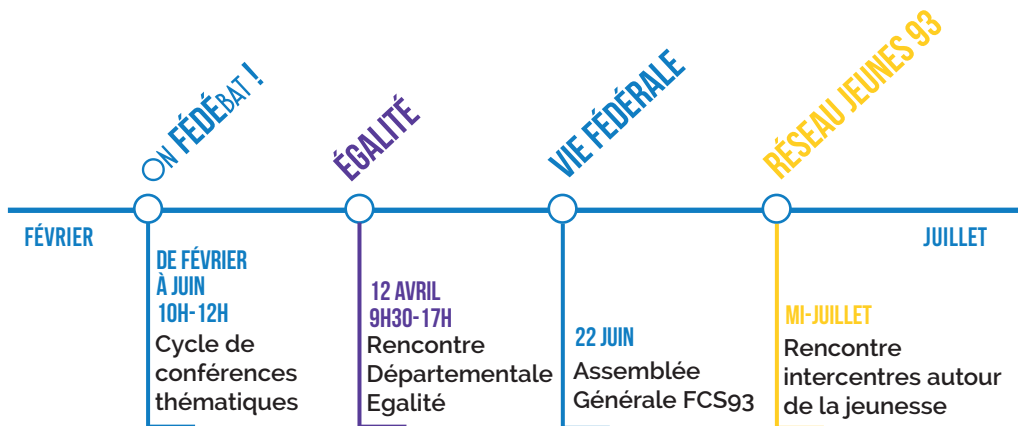 ON FÉDÉBAT !
ÉGALITÉ
VIE FÉDÉRALE
RÉSEAU JEUNES 93
FÉVRIER
JUILLET
DE FÉVRIER
À JUIN
10H-12H
Cycle de
conférences
thématiques
12 AVRIL
9H30-17H
Rencontre
Départementale
Egalité
22 JUIN
Assemblée
Générale FCS93
MI-JUILLET
Rencontre
intercentres autour
de la jeunesse